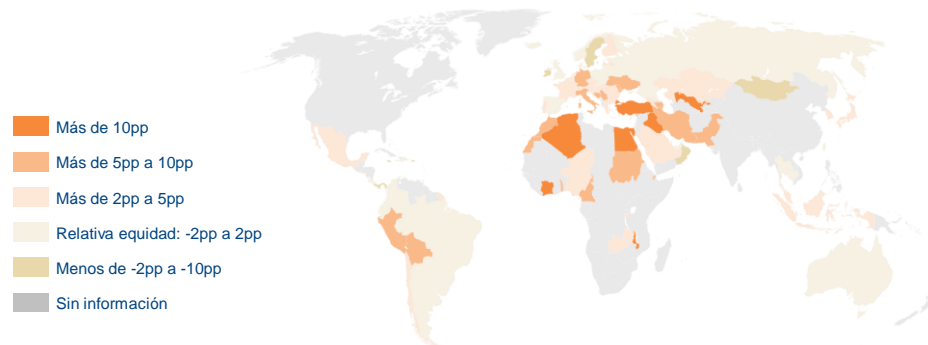 Más de 10pp
Más de 5pp a 10pp
Más de 2pp a 5pp
Relativa equidad: -2pp a 2pp
Menos de -2pp a -10pp
Sin información